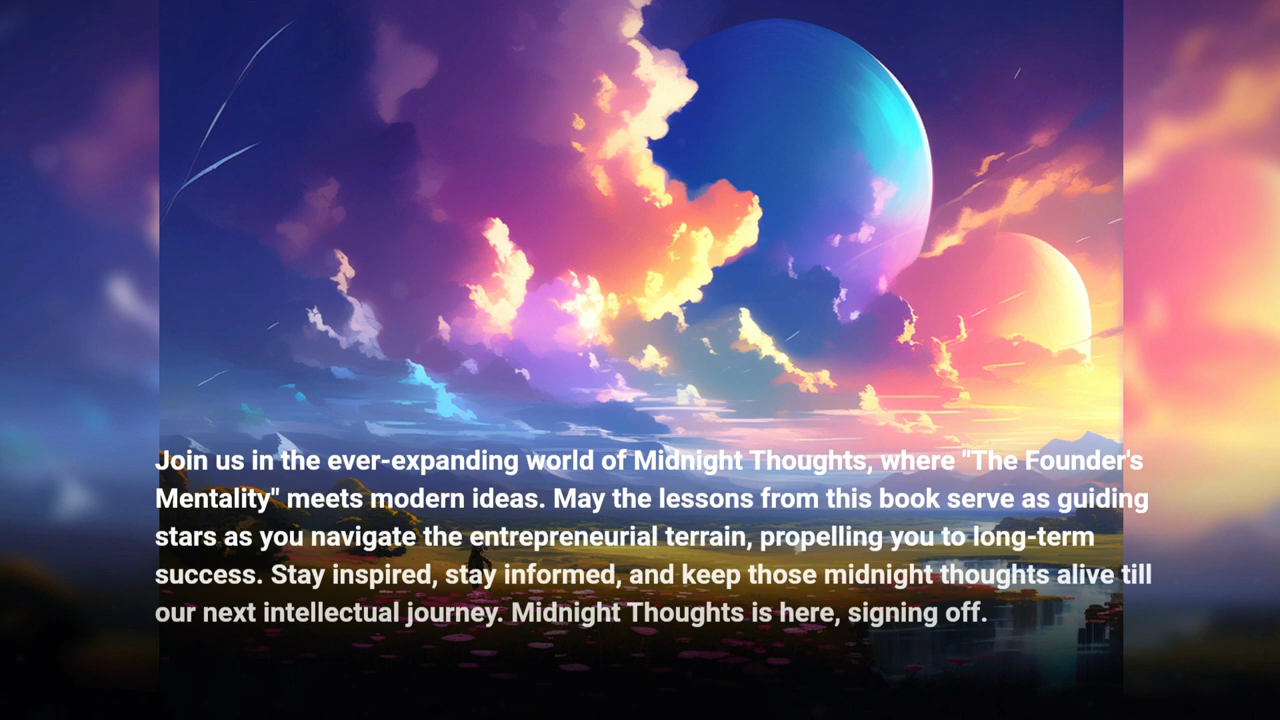 Join us in the ever-expanding world of Midnight Thoughts, where "The Founder's
Mentality" meets modern ideas. May the lessons from this book serve as guiding
stars as you navigate the entrepreneurial terrain, propelling you to long-term
success. Stay inspired, stay informed, and keep those midnight thoughts alive till
our next intellectual journey. Midnight Thoughts is here, signing off.